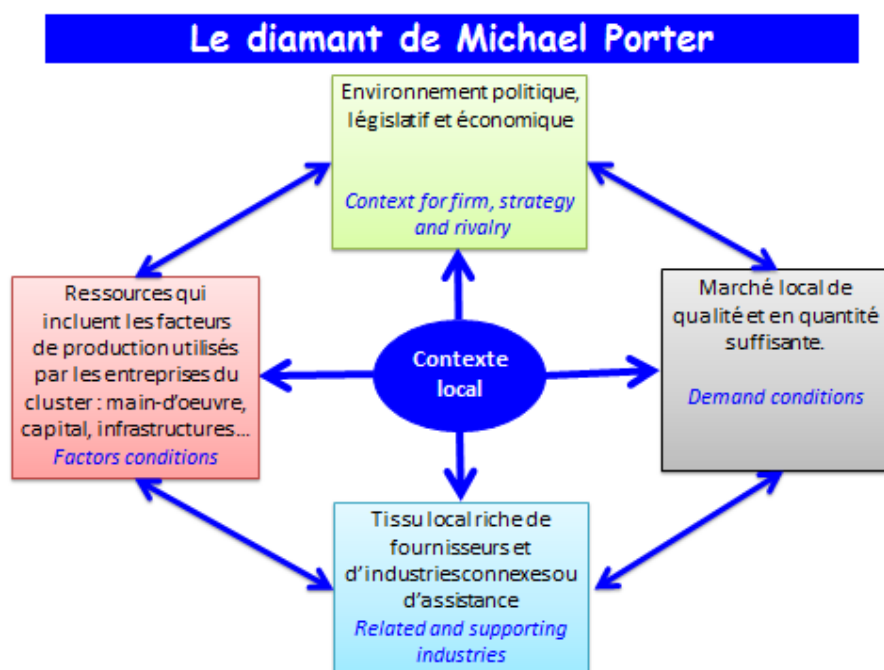 Le diamant de Michael Porter
Environnement politique,
législatif et économique
Context for firm, strategy
and rivalry
Ressources qui
incluent les facteurs
de production utilisés
par les entreprises du
cluster : main-d'oeuvre,
capital, infrastructures...
Factors conditions
Contexte
local
Marché local de
qualité et en quantité
suffisante.
Demand conditions
Tissu local riche de
fournisseurs et
d'industriesconnexesou
d'assistance
Related and supporting
industries